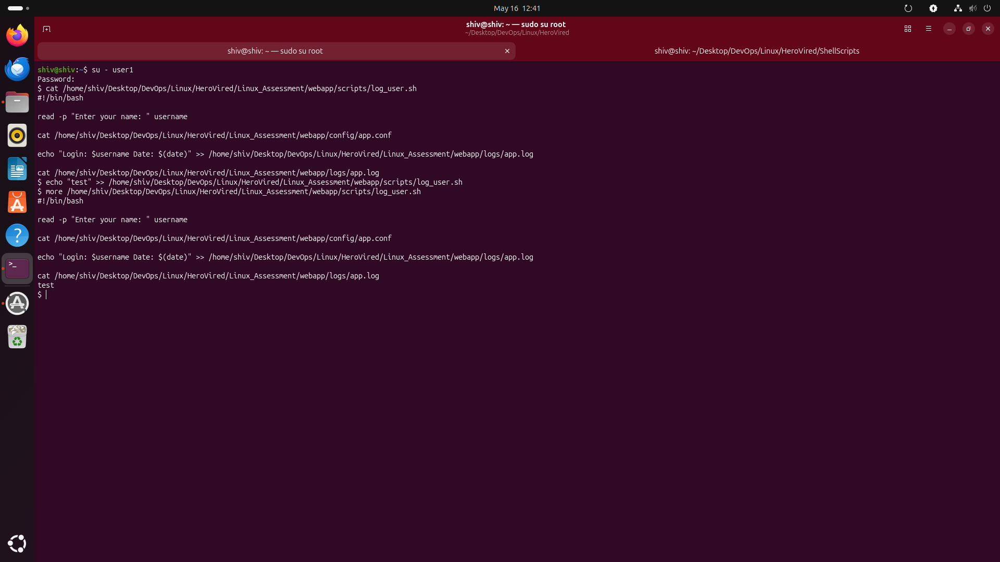 May 16 12:41
shiv@shiv: ~ — sudo su root
~/Desktop/DevOps/Linux/HeroVired
shiv@shiv: ~ — sudo su root
shiv@shiv: ~/Desktop/DevOps/Linux/HeroVired/ShellScripts
shiv@shiv:~$ su - user1
Password:
$ cat /home/shiv/Desktop/DevOps/Linux/HeroVired/Linux_Assessment/webapp/scripts/log_user.sh
#!/bin/bash

read -p "Enter your name: " username

cat /home/shiv/Desktop/DevOps/Linux/HeroVired/Linux_Assessment/webapp/config/app.conf

echo "Login: $username Date: $(date)" >> /home/shiv/Desktop/DevOps/Linux/HeroVired/Linux_Assessment/webapp/logs/app.log

cat /home/shiv/Desktop/DevOps/Linux/HeroVired/Linux_Assessment/webapp/logs/app.log
$ echo "test" >> /home/shiv/Desktop/DevOps/Linux/HeroVired/Linux_Assessment/webapp/scripts/log_user.sh
$ more /home/shiv/Desktop/DevOps/Linux/HeroVired/Linux_Assessment/webapp/scripts/log_user.sh
#!/bin/bash

read -p "Enter your name: " username

cat /home/shiv/Desktop/DevOps/Linux/HeroVired/Linux_Assessment/webapp/config/app.conf

echo "Login: $username Date: $(date)" >> /home/shiv/Desktop/DevOps/Linux/HeroVired/Linux_Assessment/webapp/logs/app.log

cat /home/shiv/Desktop/DevOps/Linux/HeroVired/Linux_Assessment/webapp/logs/app.log
test
$